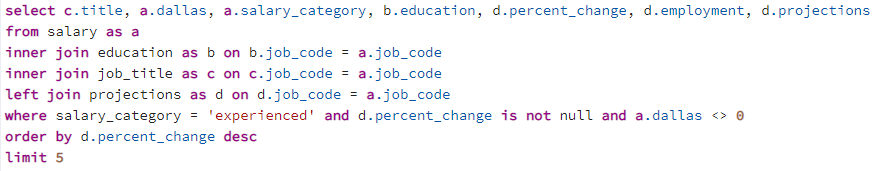 select c.title, a.dallas, a.salary_category, b.education, d.percent_change, d.employment, d.projections
from salary as a
inner join education as b on b.job_code = a.job_code
inner join job_title as c on c.job_code = a.job_code
left join projections as d on d.job_code = a.job_code
where salary_category = 'experienced' and d.percent_change is not null and a.dallas <> 0
order by d.percent_change desc
limit 5